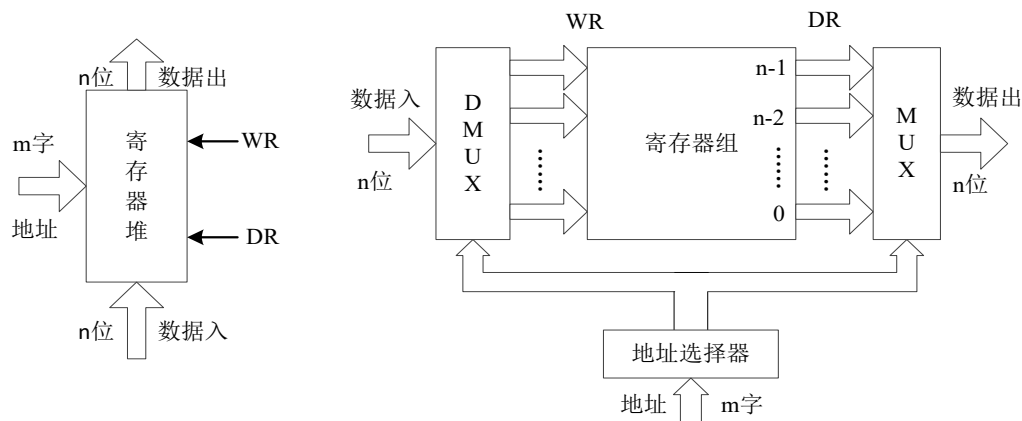 n位 数据出
寄存器堆
WR
m字
地址
DR
n位 数据入
WR
DR
数据入
n位
DMUX
寄存器组
n-1
n-2
......
......
......
0
MUX
数据出
n位
地址选择器
地址 m字